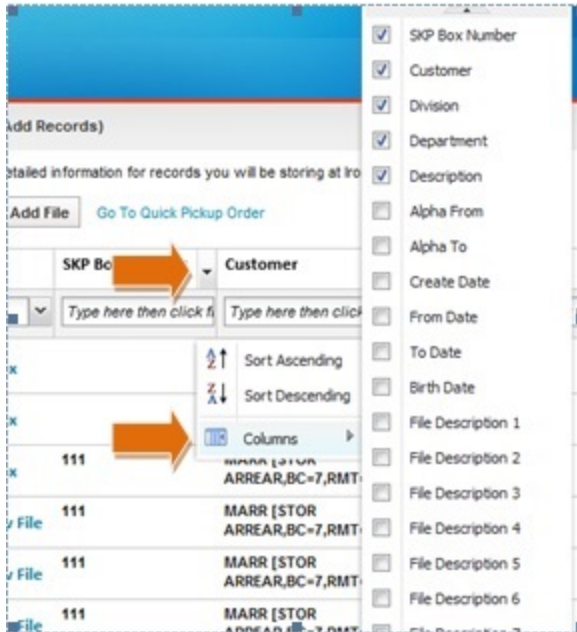 Add Records)
etailed information for records you will be storing at Iro
Add File Go To Quick Pickup Order
SKP Customer
Type here then click Type here then click
Sort Ascending
Sort Descending
Columns
111
ARREAR,BC=7,RMT
File 111 MARR [STOR
ARREAR,BC=7,RMT
File 111 MARR [STOR
ARREAR,BC=7,RMT
File 111 MARR [STOR
SKP Box Number
Customer
Division
Department
Description
Alpha From
Alpha To
Create Date
From Date
To Date
Birth Date
File Description 1
File Description 2
File Description 3
File Description 4
File Description 5
File Description 6